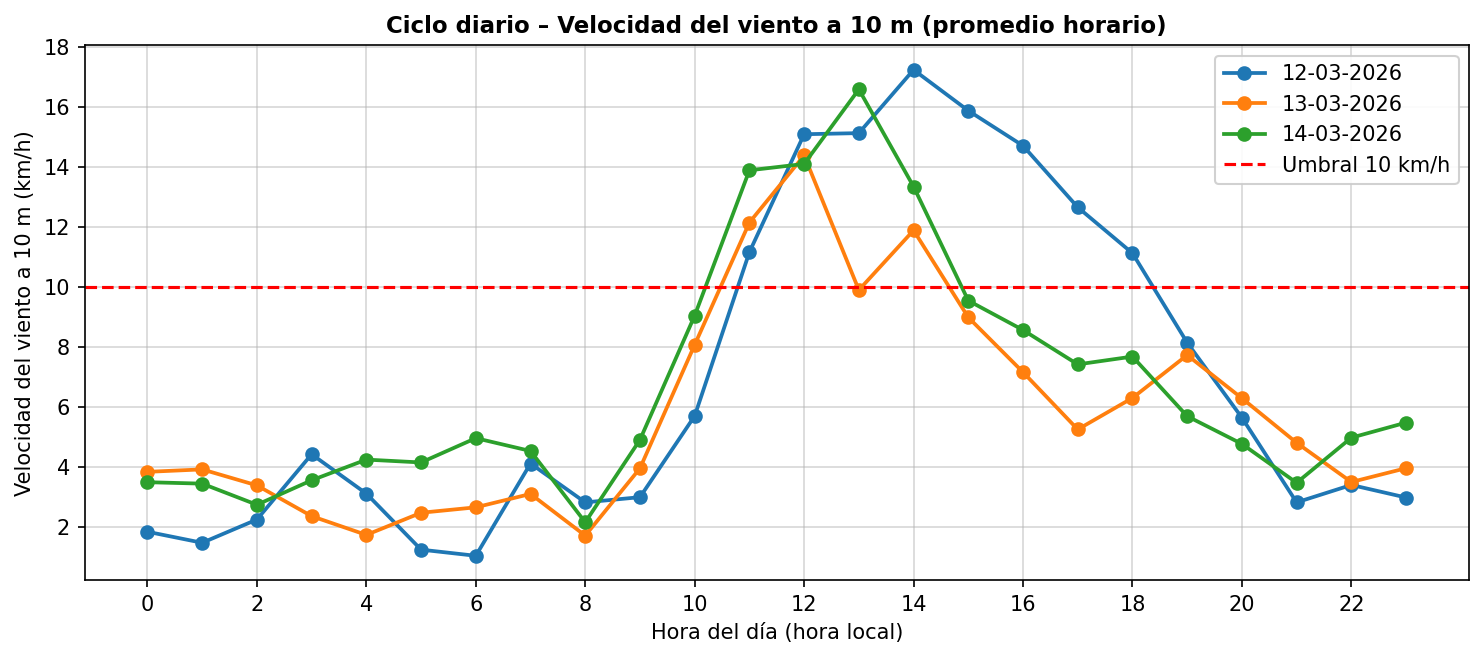 Ciclo diario – Velocidad del viento a 10 m (promedio horario)
Velocidad del viento a 10 m (km/h)
18
16
14
12
10
8
6
4
2
12-03-2026
13-03-2026
14-03-2026
Umbral 10 km/h
0 2 4 6 8 10 12 14 16 18 20 22
Hora del día (hora local)